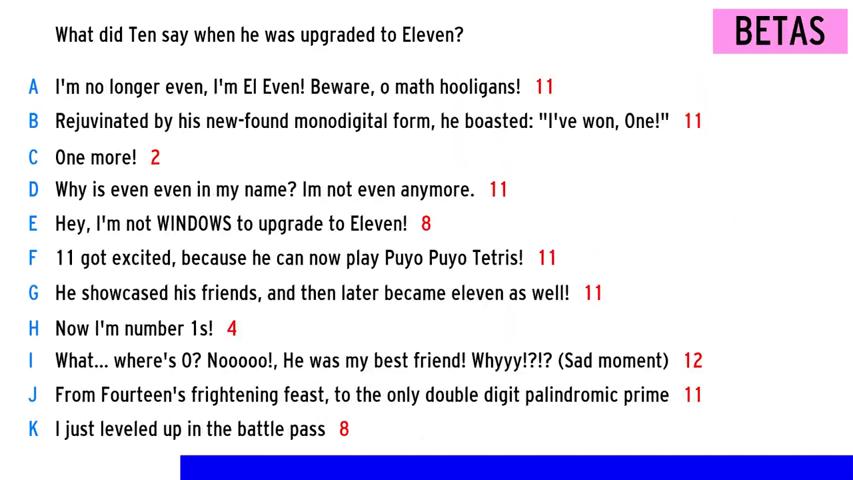 What did Ten say when he was upgraded to Eleven?
BETAS
A I'm no longer even, I'm El Even! Beware, o math hooligans! 11
B Rejuvinated by his new-found monodigital form, he boasted: "I've won, One!" 11
C One more! 2
D Why is even even in my name? Im not even anymore. 11
E Hey, I'm not WINDOWS to upgrade to Eleven! 8
F 11 got excited, because he can now play Puyo Puyo Tetris! 11
G He showcased his friends, and then later became eleven as well! 11
H Now I'm number 1s! 4
I What... where's 0? Nooooo!, He was my best friend! Whyyy!?!? (Sad moment) 12
J From Fourteen's frightening feast, to the only double digit palindromic prime 11
K I just leveled up in the battle pass 8